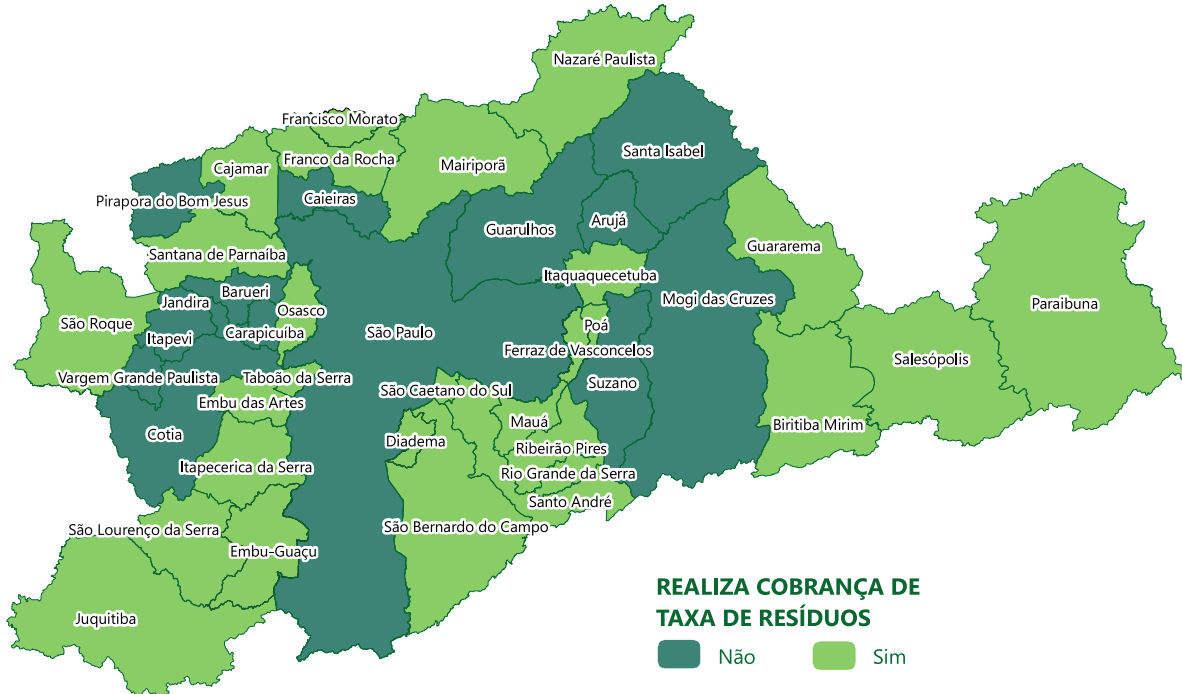 Nazaré Paulista
Francisco Morato
Franco da Rocha
Cajamar
Mairiporã
Santa Isabel
Pirapora do Bom Jesus
Caieiras
Guarulhos
Arujá
Santana de Parnaíba
Guararema
Itaquaquecetuba
Barueri
Jandira
Osasco
Mogi das Cruzes
Paraibuna
São Roque
Itapevi
Carapicuíba
São Paulo
Poá
Ferraz de Vasconcelos
Salesópolis
Vargem Grande Paulista
Taboão da Serra
São Caetano do Sul
Suzano
Embu das Artes
Mauá
Biritiba Mirim
Cotia
Diadema
Ribeirão Pires
Itapecerica da Serra
Rio Grande da Serra
Santo André
São Lourenço da Serra
São Bernardo do Campo
Embu-Guaçu
Juquitiba
REALIZA COBRANÇA DE
TAXA DE RESÍDUOS
Não
Sim